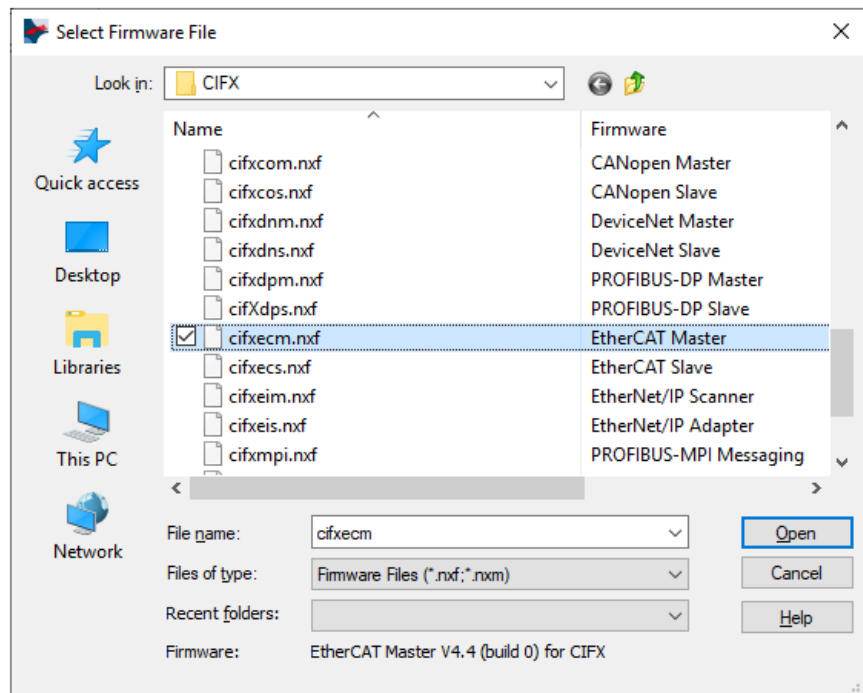 Select Firmware File
Look in: CIFX
Name Firmware
cifxcom.nxf CANopen Master
cifxcos.nxf CANopen Slave
cifxdnm.nxf DeviceNet Master
cifxdns.nxf DeviceNet Slave
cifxdpm.nxf PROFIBUS-DP Master
cifXdps.nxf PROFIBUS-DP Slave
cifxecm.nxf EtherCAT Master
cifxecs.nxf EtherCAT Slave
cifxeim.nxf EtherNet/IP Scanner
cifxeis.nxf EtherNet/IP Adapter
cifxmpi.nxf PROFIBUS-MPI Messaging
Quick access
Desktop
Libraries
This PC
Network
File name: cifxecm Open
Files of type: Firmware Files (*.nxf;*.nxm) Cancel
Recent folders: Help
Firmware: EtherCAT Master V4.4 (build 0) for CIFX